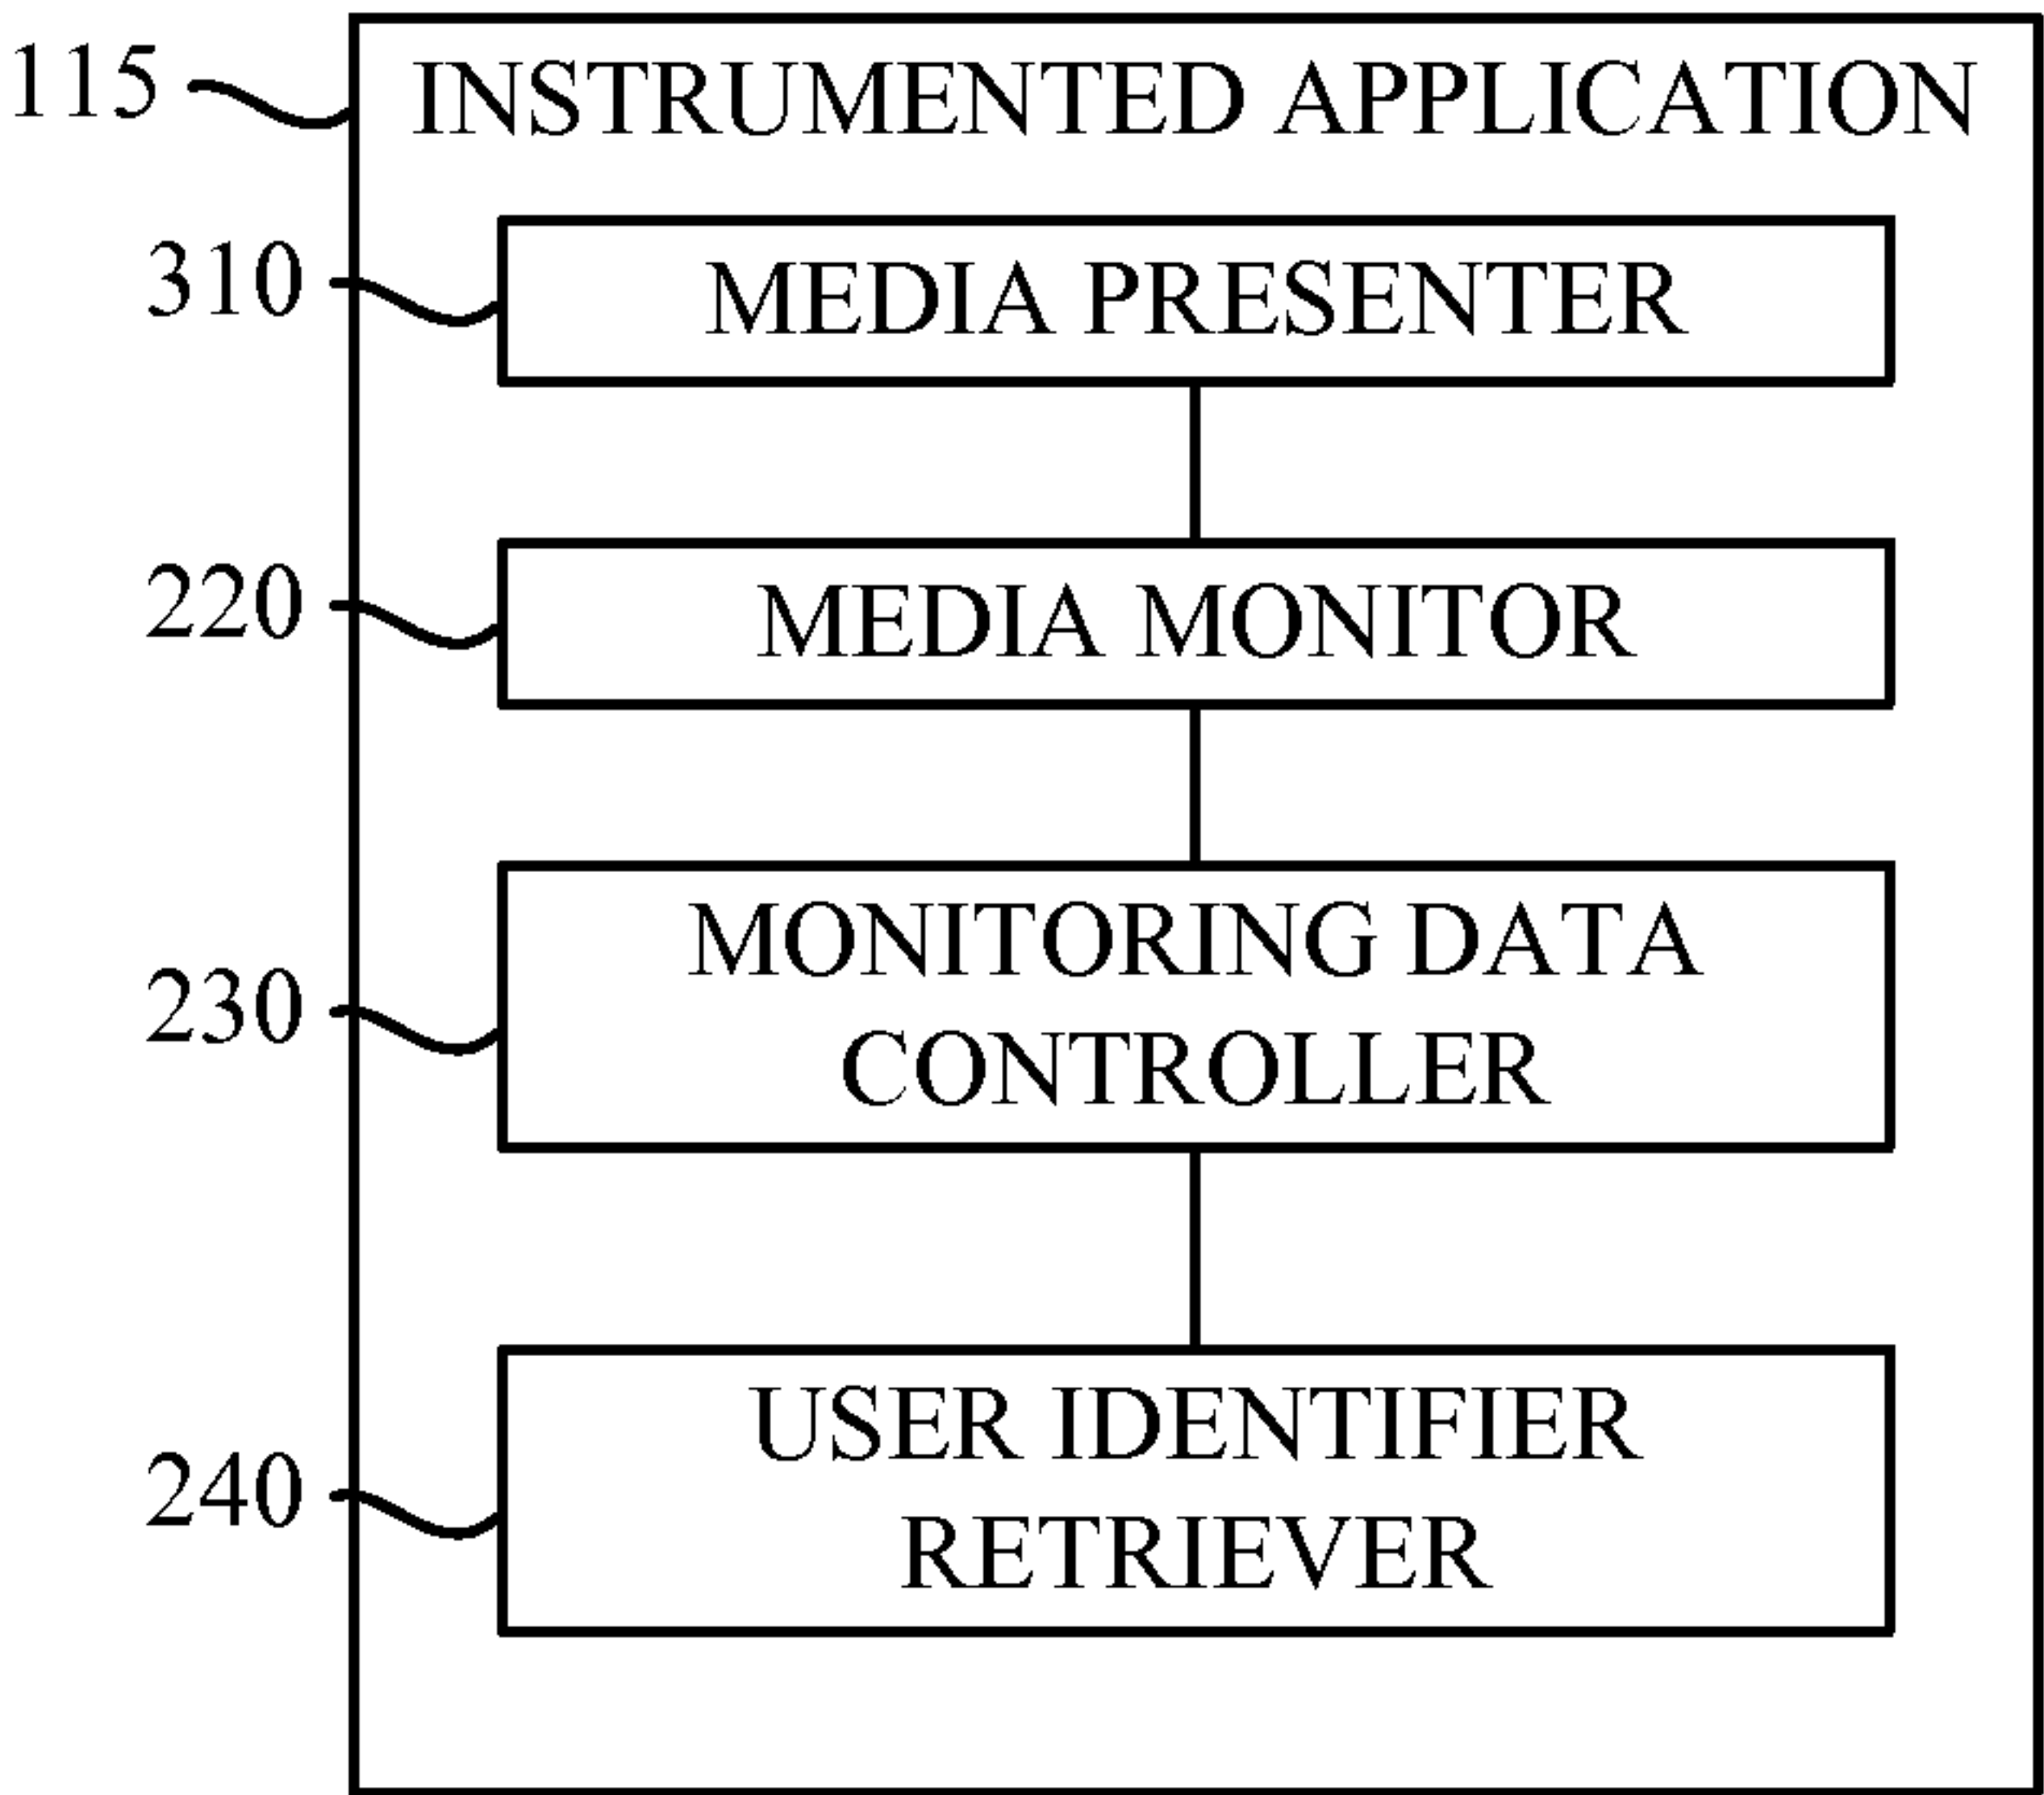 115 INSTRUMENTED APPLICATION
310 MEDIA PRESENTER
220 MEDIA MONITOR
MONITORING DATA
230
CONTROLLER
USER IDENTIFIER
240
RETRIEVER